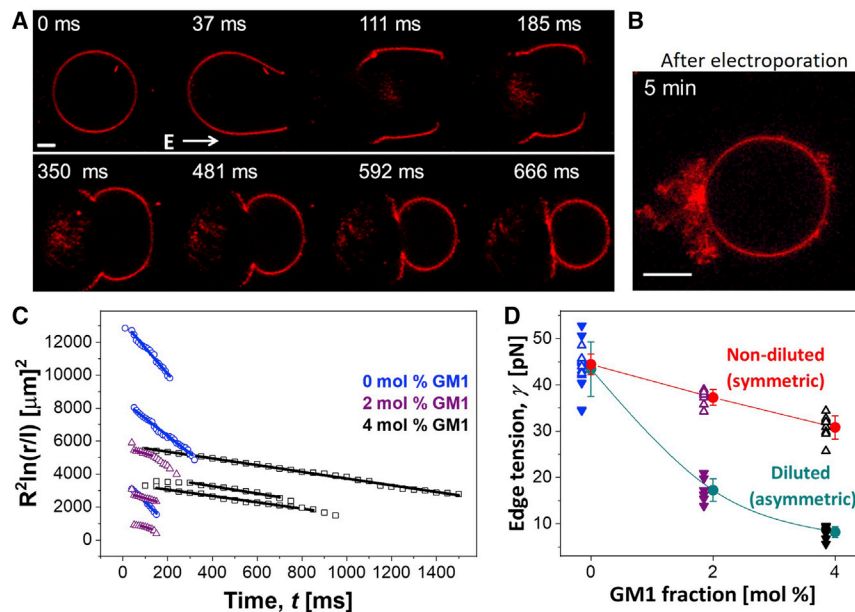 A
0 ms
37 ms
111 ms
185 ms
E
350 ms
481 ms
592 ms
666 ms
B
After electroporation
5 min
C
R²ln(r/l) [μm]²
12000
10000
8000
6000
4000
2000
0
0 mol % GM1
2 mol % GM1
4 mol % GM1
0 200 400 600 800 1000 1200 1400
Time, t [ms]
D
Edge tension, γ [pN]
50
40
30
20
10
Non-diluted
(symmetric)
Diluted
(asymmetric)
0 2 4
GM1 fraction [mol %]